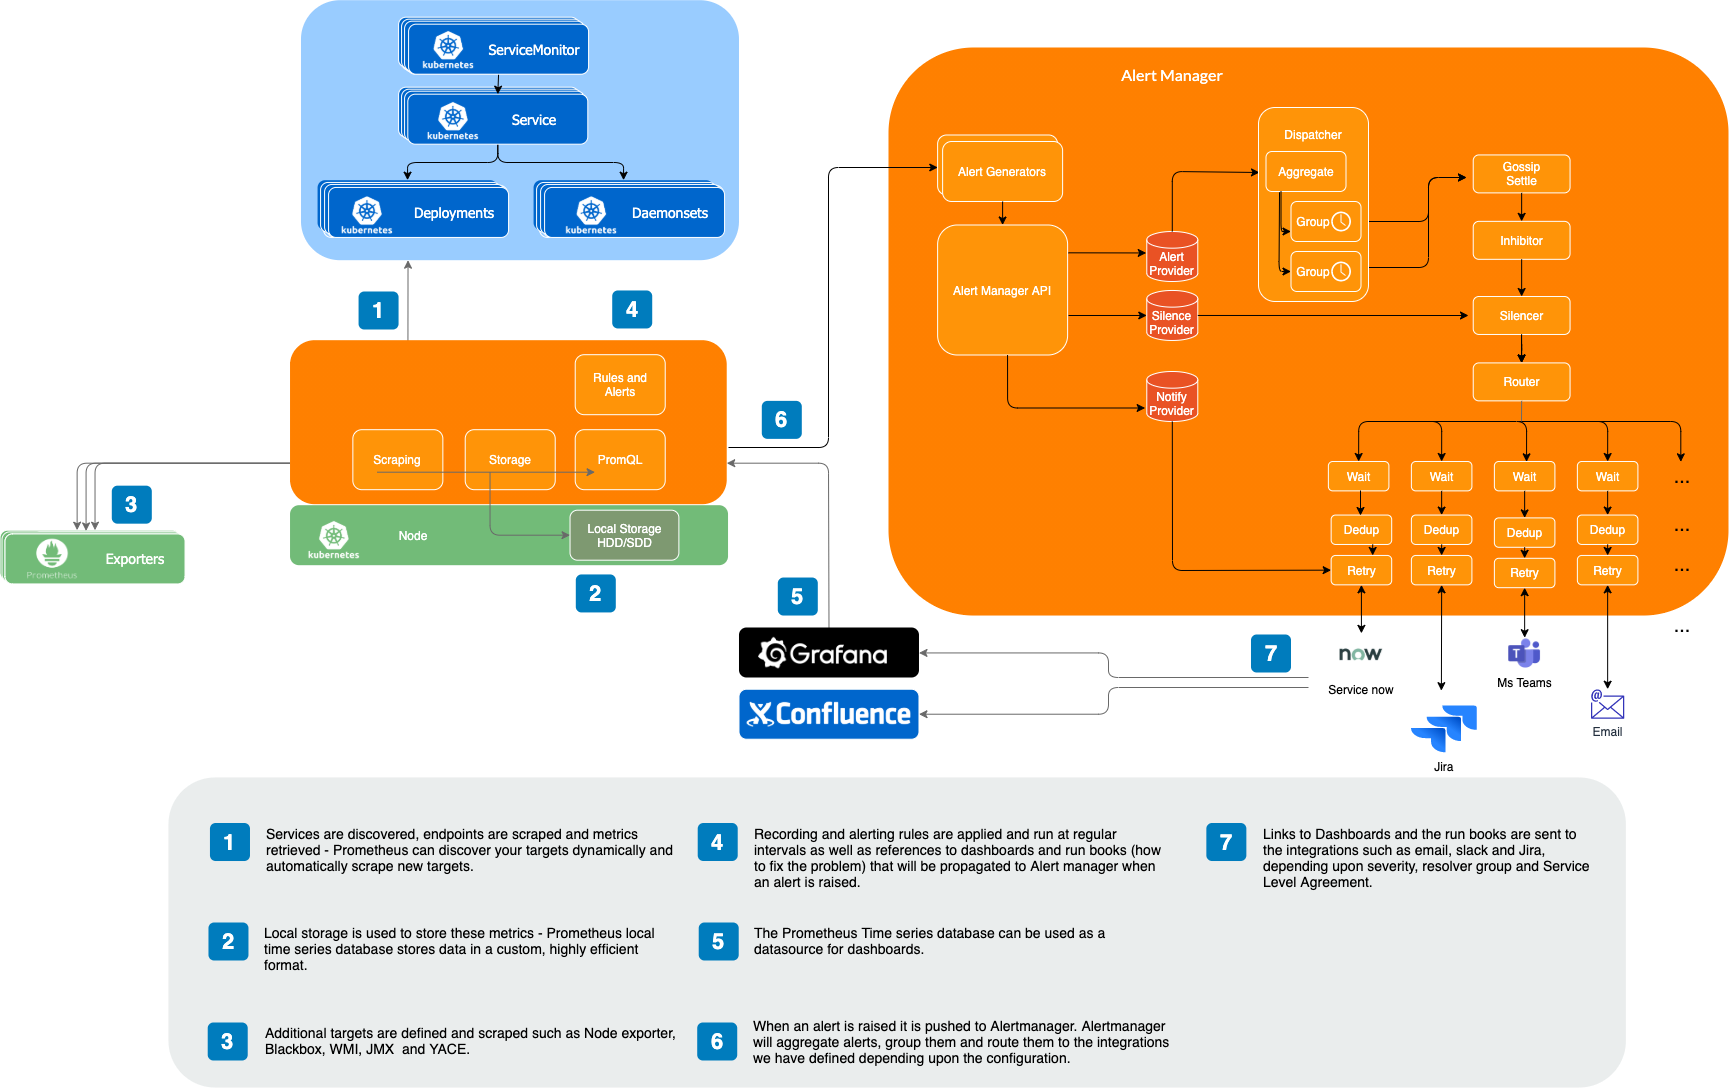 ServiceMonitor
kubernetes
Service
kubernetes
Deployments
kubernetes
Daemonsets
kubernetes
1
4
Rules and
Alerts
Scraping
Storage
PromQL
3
Exporters
Prometheus
kubernetes
Node
Local Storage
HDD/SDD
2
6
5
Grafana
Confluence
Alert Manager
Alert Generators
Alert Manager API
Alert
Provider
Silence
Provider
Notify
Provider
Dispatcher
Aggregate
Group
Group
Gossip
Settle
Inhibitor
Silencer
Router
Wait
Wait
Wait
Wait
...
Dedup
Dedup
Dedup
Dedup
...
Retry
Retry
Retry
Retry
...
...
7
now
Service now
Jira
T
Ms Teams
@
Email
1
Services are discovered, endpoints are scraped and metrics
retrieved - Prometheus can discover your targets dynamically and
automatically scrape new targets.
2
Local storage is used to store these metrics - Prometheus local
time series database stores data in a custom, highly efficient
format.
3
Additional targets are defined and scraped such as Node exporter,
Blackbox, WMI, JMX  and YACE.
4
Recording and alerting rules are applied and run at regular
intervals as well as references to dashboards and run books (how
to fix the problem) that will be propagated to Alert manager when
an alert is raised.
5
The Prometheus Time series database can be used as a
datasource for dashboards.
6
When an alert is raised it is pushed to Alertmanager. Alertmanager
will aggregate alerts, group them and route them to the integrations
we have defined depending upon the configuration.
7
Links to Dashboards and the run books are sent to
the integrations such as email, slack and Jira,
depending upon severity, resolver group and Service
Level Agreement.